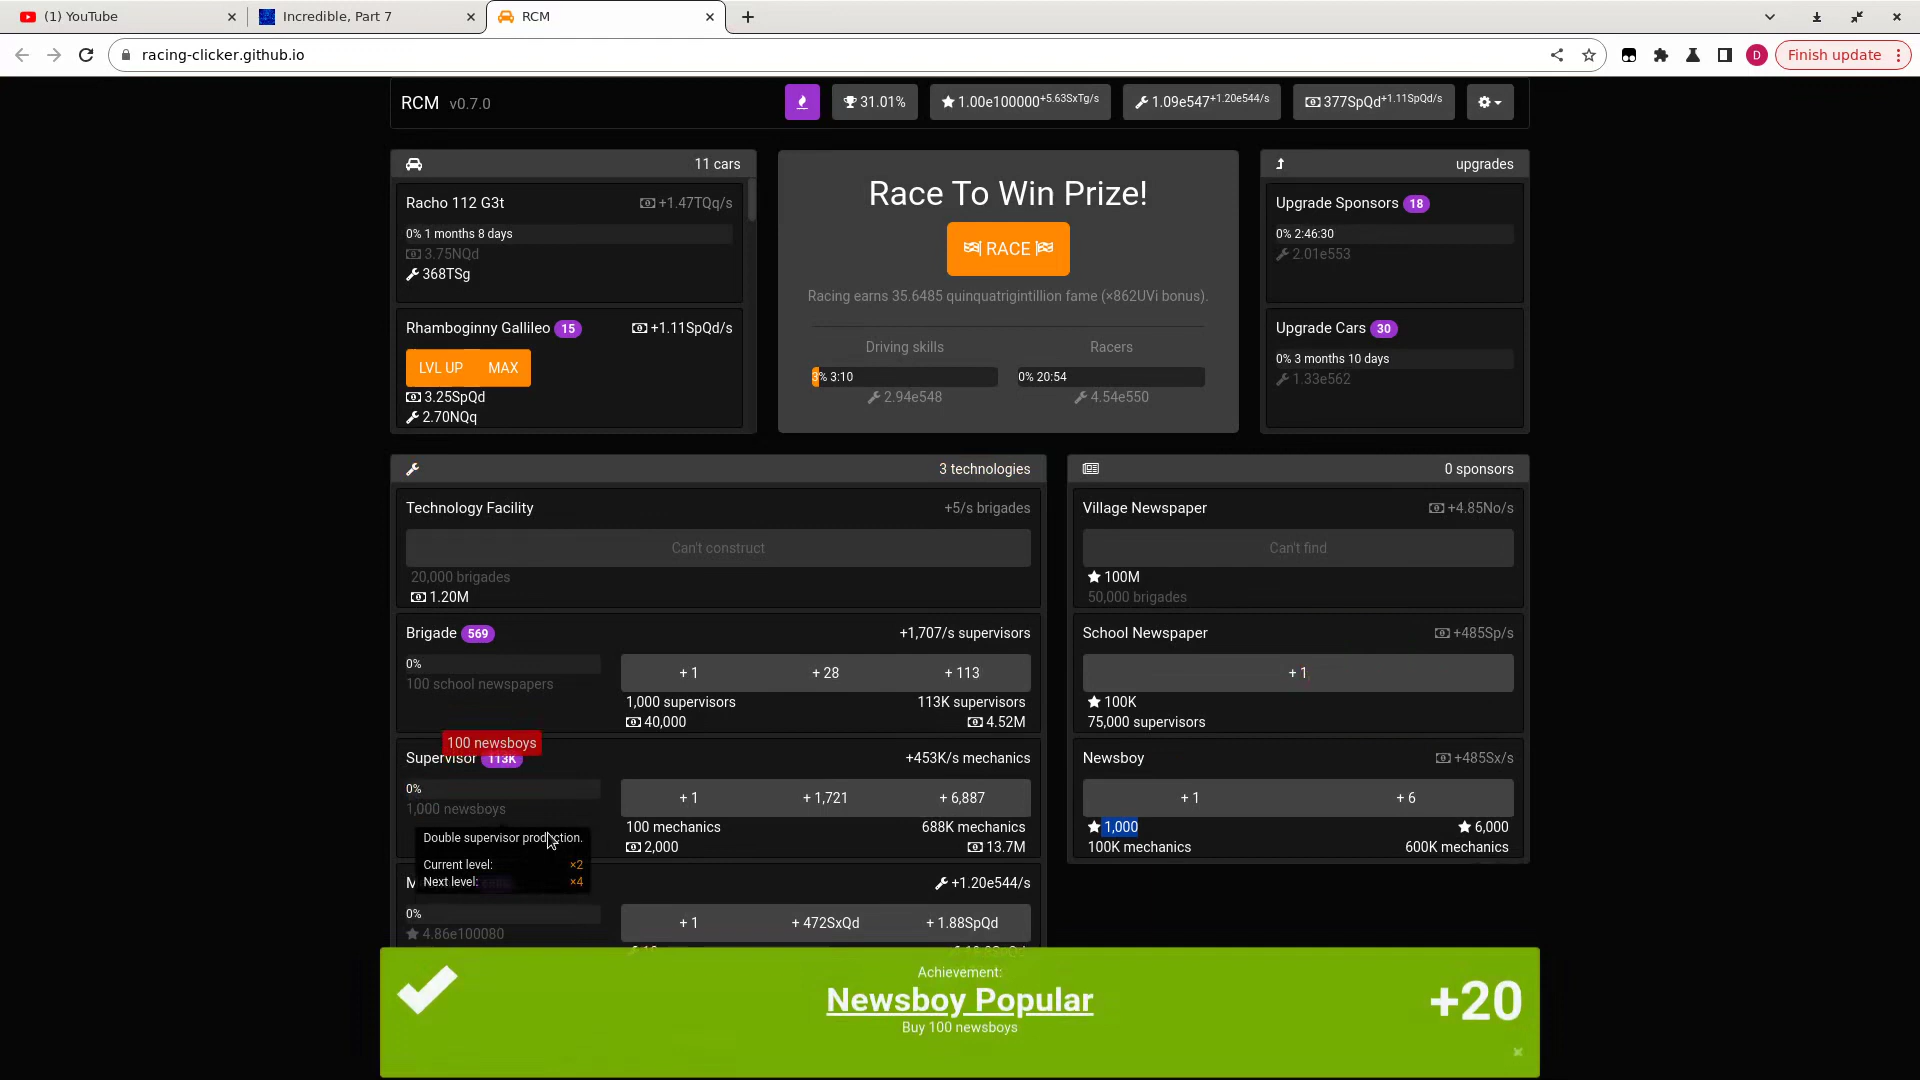 (1) YouTube
Incredible, Part 7
RCM
racing-clicker.github.io
D
Finish update
RCM v0.7.0
31.01%
1.00e100000+5.63SxTg/s
1.09e547+1.20e544/s
377SpQd+1.11SpQd/s
11 cars
Racho 112 G3t
+1.47TQq/s
0% 1 months 8 days
3.75NQd
368TSg
Rhamboginny Gallileo 15
+1.11SpQd/s
LVL UP MAX
3.25SpQd
2.70NQq
Race To Win Prize!
RACE
Racing earns 35.6485 quinquatrigintillion fame (×862UVi bonus).
Driving skills
3% 3:10
2.94e548
Racers
0% 20:54
4.54e550
upgrades
Upgrade Sponsors 18
0% 2:46:30
2.01e553
Upgrade Cars 30
0% 3 months 10 days
1.33e562
3 technologies
Technology Facility
+5/s brigades
Can't construct
20,000 brigades
1.20M
Brigade 569
+1,707/s supervisors
0%
100 school newspapers
+ 1 + 28 + 113
1,000 supervisors 113K supervisors
40,000 4.52M
100 newsboys
Supervisor 113K
+453K/s mechanics
0%
1,000 newsboys
+ 1 + 1,721 + 6,887
100 mechanics 688K mechanics
2,000 13.7M
Double supervisor production.
Current level: ×2
Next level: ×4
M
+1.20e544/s
0%
4.86e100080
+ 1 + 472SxQd + 1.88SpQd
0 sponsors
Village Newspaper
+4.85No/s
Can't find
100M
50,000 brigades
School Newspaper
+485Sp/s
+ 1
100K
75,000 supervisors
Newsboy
+485Sx/s
+ 1 + 6
1,000 6,000
100K mechanics 600K mechanics
Achievement:
Newsboy Popular
Buy 100 newsboys
+20